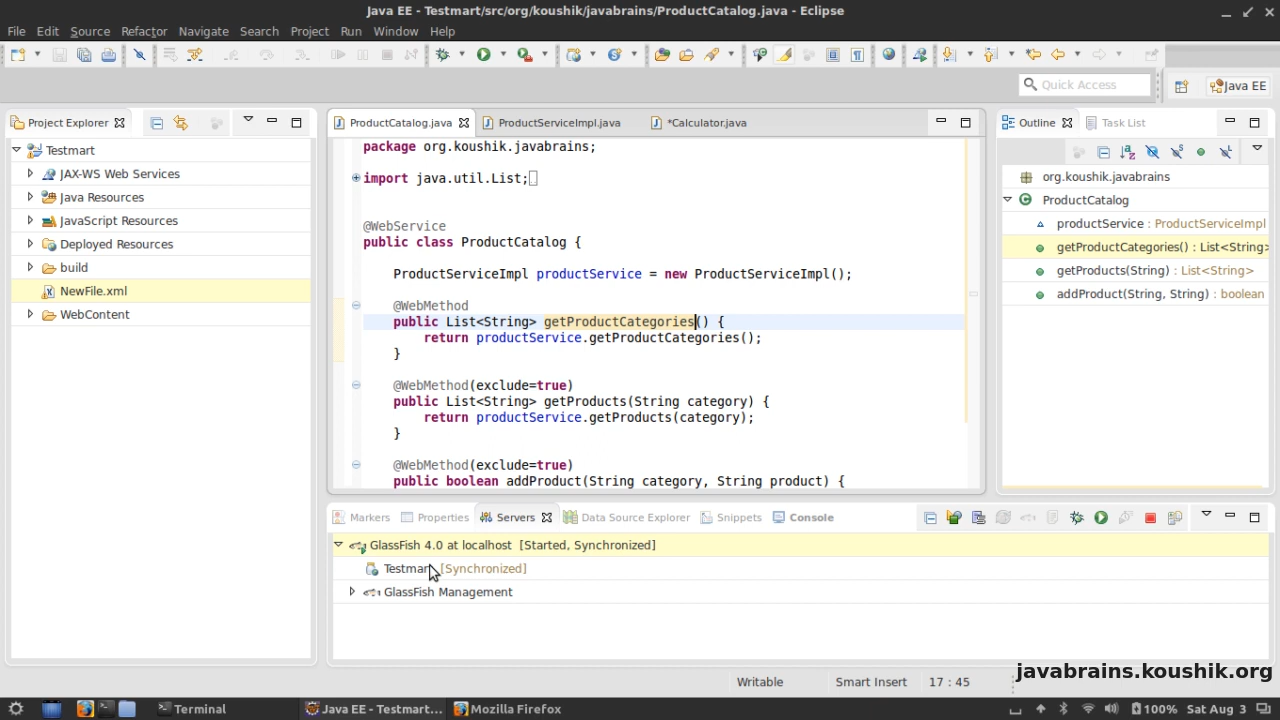 Java EE - Testmart/src/org/koushik/javabrains/ProductCatalog.java - Eclipse
File Edit Source Refactor Navigate Search Project Run Window Help
Quick Access
Java EE
Project Explorer
Testmart
JAX-WS Web Services
Java Resources
JavaScript Resources
Deployed Resources
build
NewFile.xml
WebContent
ProductCatalog.java ProductServiceImpl.java *Calculator.java
package org.koushik.javabrains;
import java.util.List;
@WebService
public class ProductCatalog {
ProductServiceImpl productService = new ProductServiceImpl();
@WebMethod
public List<String> getProductCategories() {
return productService.getProductCategories();
}
@WebMethod(exclude=true)
public List<String> getProducts(String category) {
return productService.getProducts(category);
}
@WebMethod(exclude=true)
public boolean addProduct(String category, String product) {
Outline Task List
org.koushik.javabrains
ProductCatalog
productService : ProductServiceImpl
getProductCategories() : List<String>
getProducts(String) : List<String>
addProduct(String, String) : boolean
Markers Properties Servers Data Source Explorer Snippets Console
GlassFish 4.0 at localhost [Started, Synchronized]
Testmart [Synchronized]
GlassFish Management
Writable Smart Insert 17 : 45
javabrains.koushik.org
Terminal Java EE - Testmart... Mozilla Firefox 100% Sat Aug 3